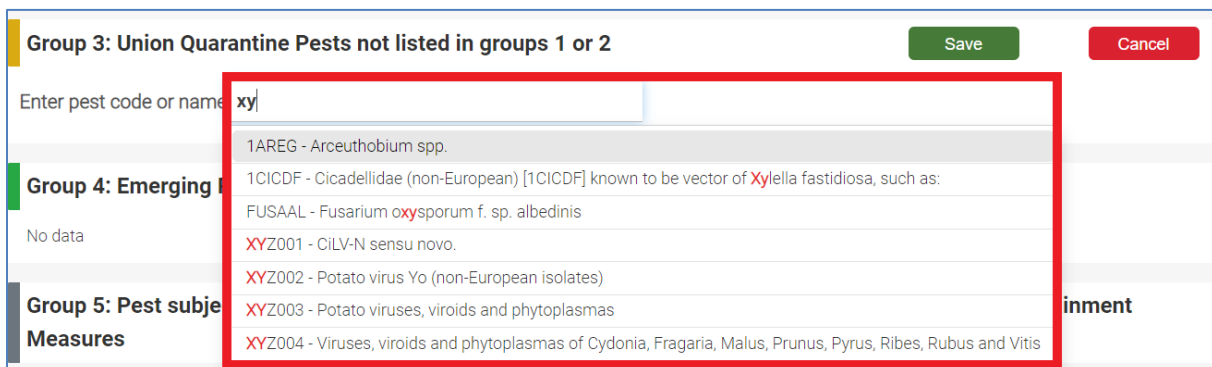 Group 3: Union Quarantine Pests not listed in groups 1 or 2
Save
Cancel
Enter pest code or name
xy
1AREG - Arceuthobium spp.
1CICDF - Cicadellidae (non-European) [1CICDF] known to be vector of Xylella fastidiosa, such as:
FUSAAL - Fusarium oxysporum f. sp. albedinis
XYZ001 - CiLV-N sensu novo.
XYZ002 - Potato virus Yo (non-European isolates)
XYZ003 - Potato viruses, viroids and phytoplasmas
XYZ004 - Viruses, viroids and phytoplasmas of Cydonia, Fragaria, Malus, Prunus, Pyrus, Ribes, Rubus and Vitis
Group 4: Emerging
No data
Group 5: Pest subje
inment
Measures